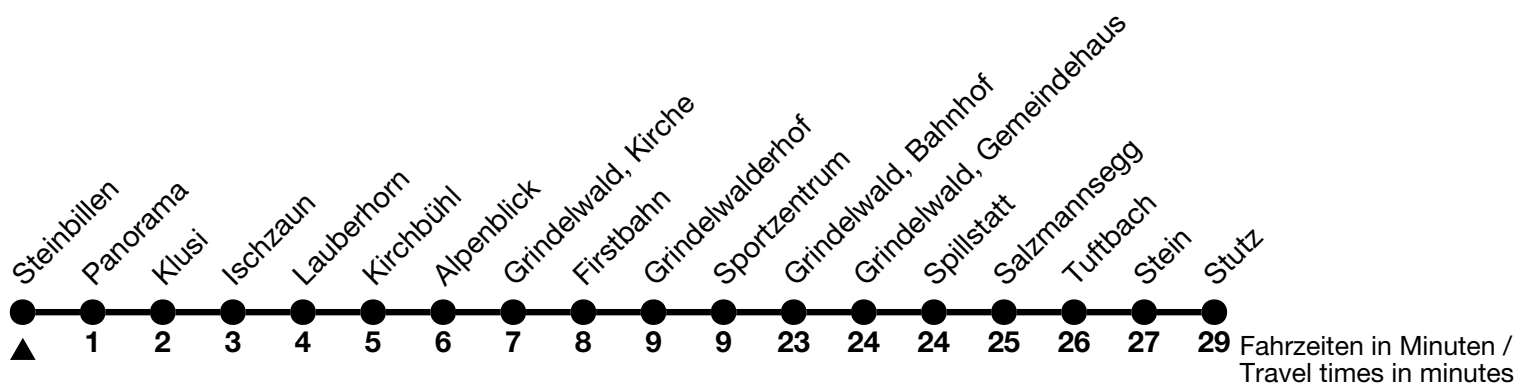 Steinbillen
Panorama
Klusi
Ischzaun
Lauberhorn
Kirchbühl
Alpenblick
Grindelwald, Kirche
Firstbahn
Grindelwalderhof
Sportzentrum
Grindelwald, Bahnhof
Grindelwald, Gemeindehaus
Spillstatt
Salzmannsegg
Tuftbach
Stein
Stutz
1 2 3 4 5 6 7 8 9 9 23 24 24 25 26 27 29
Fahrzeiten in Minuten /
Travel times in minutes